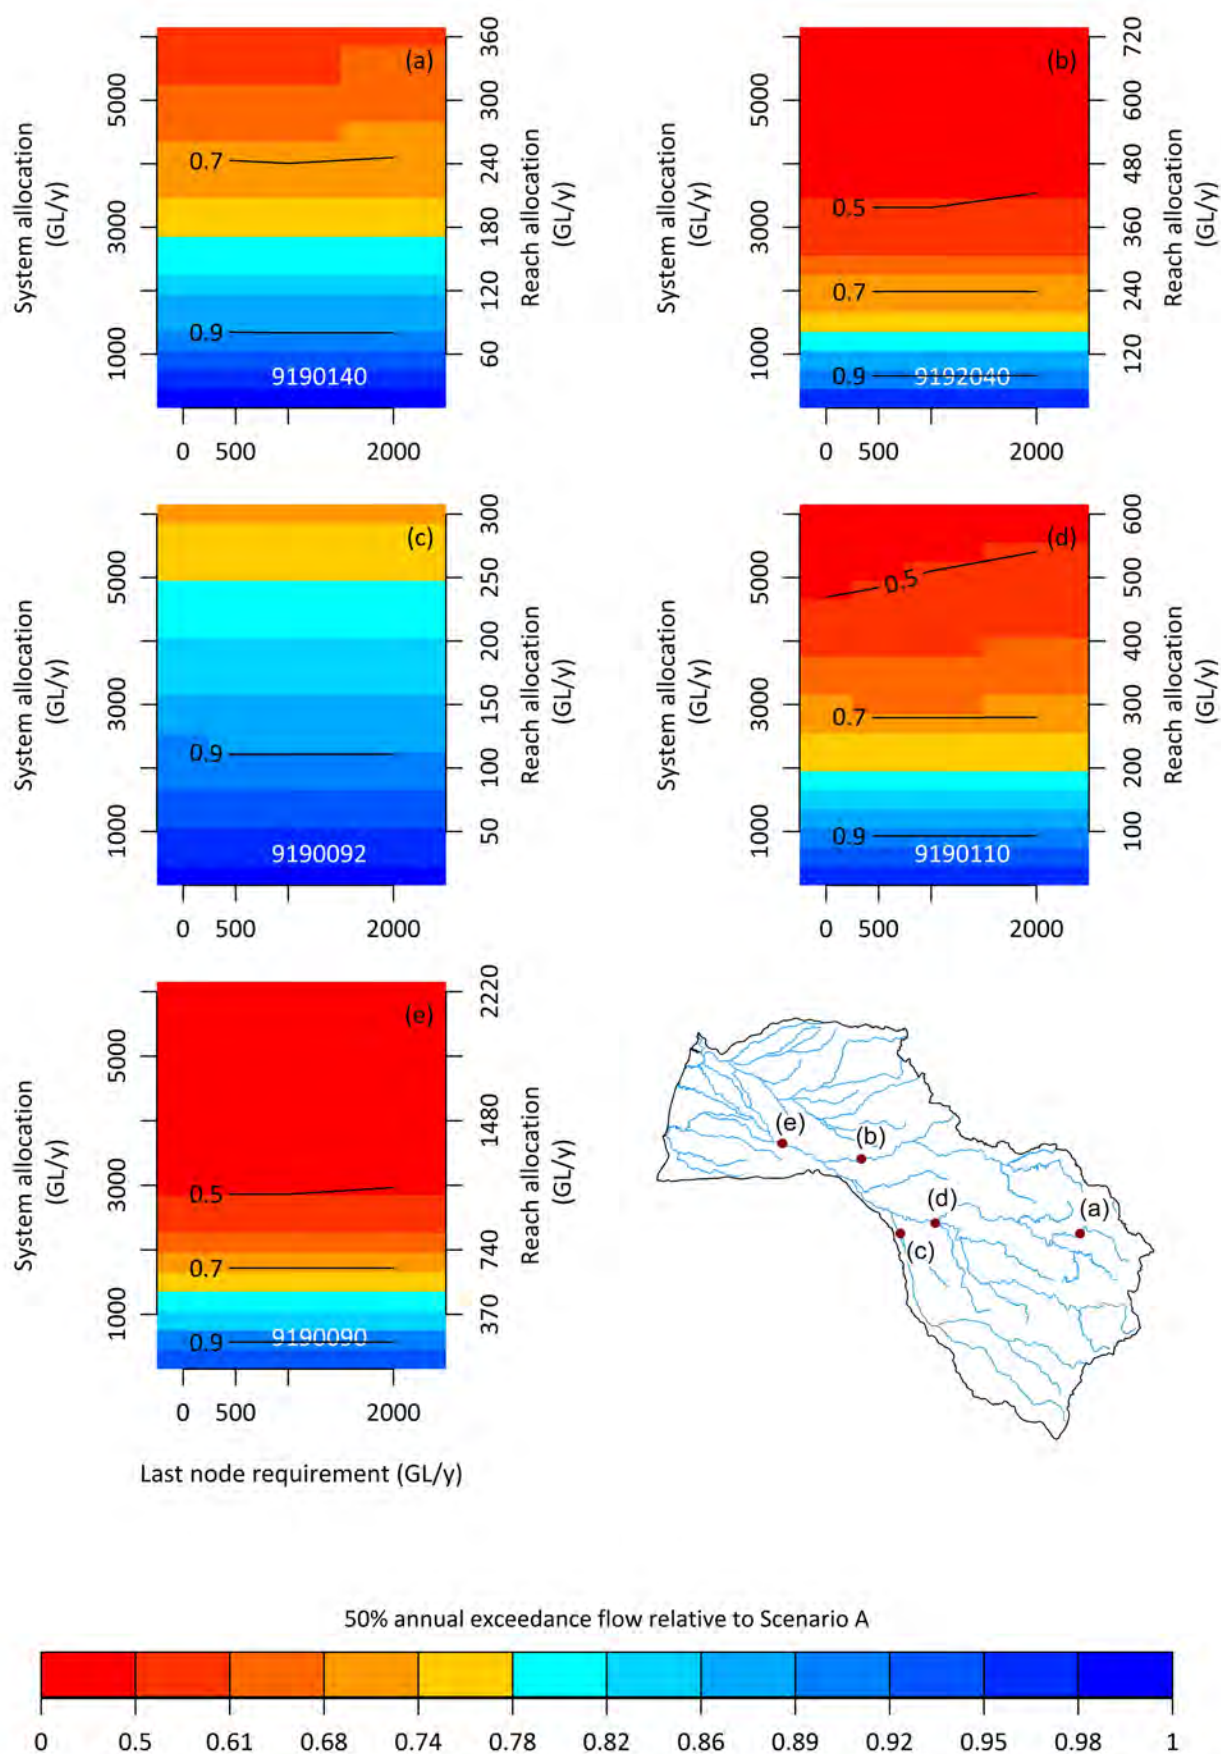 (a)
System allocation
(GL/y)
1000 3000 5000
0.7
0.9
9190140
0 500 2000
60 120 180 240 300 360
Reach allocation
(GL/y)
(b)
System allocation
(GL/y)
1000 3000 5000
0.5
0.7
0.9
9192040
0 500 2000
120 240 360 480 600 720
Reach allocation
(GL/y)
(c)
System allocation
(GL/y)
1000 3000 5000
0.9
9190092
0 500 2000
50 100 150 200 250 300
Reach allocation
(GL/y)
(d)
System allocation
(GL/y)
1000 3000 5000
0.5
0.7
0.9
9190110
0 500 2000
100 200 300 400 500 600
Reach allocation
(GL/y)
(e)
System allocation
(GL/y)
1000 3000 5000
0.5
0.7
0.9
9190090
0 500 2000
370 740 1480 2220
Reach allocation
(GL/y)
Last node requirement (GL/y)
(e)
(b)
(d)
(a)
(c)
50% annual exceedance flow relative to Scenario A
0 0.5 0.61 0.68 0.74 0.78 0.82 0.86 0.89 0.92 0.95 0.98 1